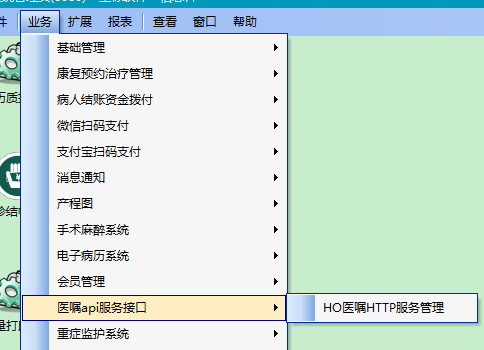 件 业务 扩展 报表 查看 窗口 帮助
基础管理
康复预约治疗管理
病人结账资金拨付
微信扫码支付
支付宝扫码支付
消息通知
产程图
手术麻醉系统
电子病历系统
会员管理
医嘱api服务接口
HO医嘱HTTP服务管理
重症监护系统